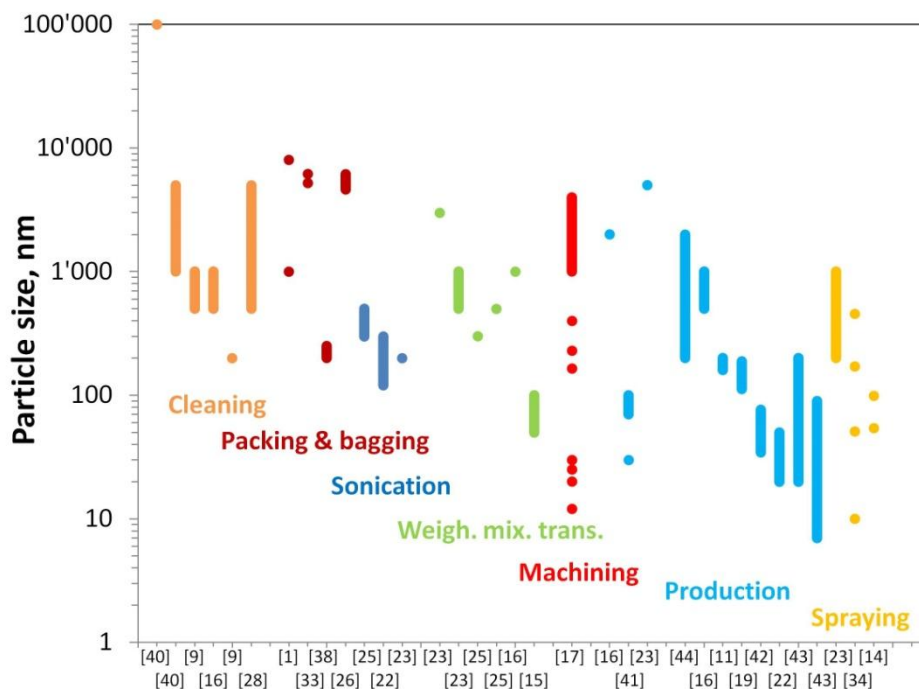 100'000
10'000
1'000
100
10
1
Particle size, nm
Cleaning
Packing & bagging
Sonication
Weigh. mix. trans.
Machining
Production
Spraying
[40] [9] [9] [1] [38] [25] [23] [23] [25] [16] [17] [16] [23] [44] [11] [42] [43] [23] [14]
[40] [16] [28] [33] [26] [22] [23] [25] [15] [41] [16] [19] [22] [43] [34]